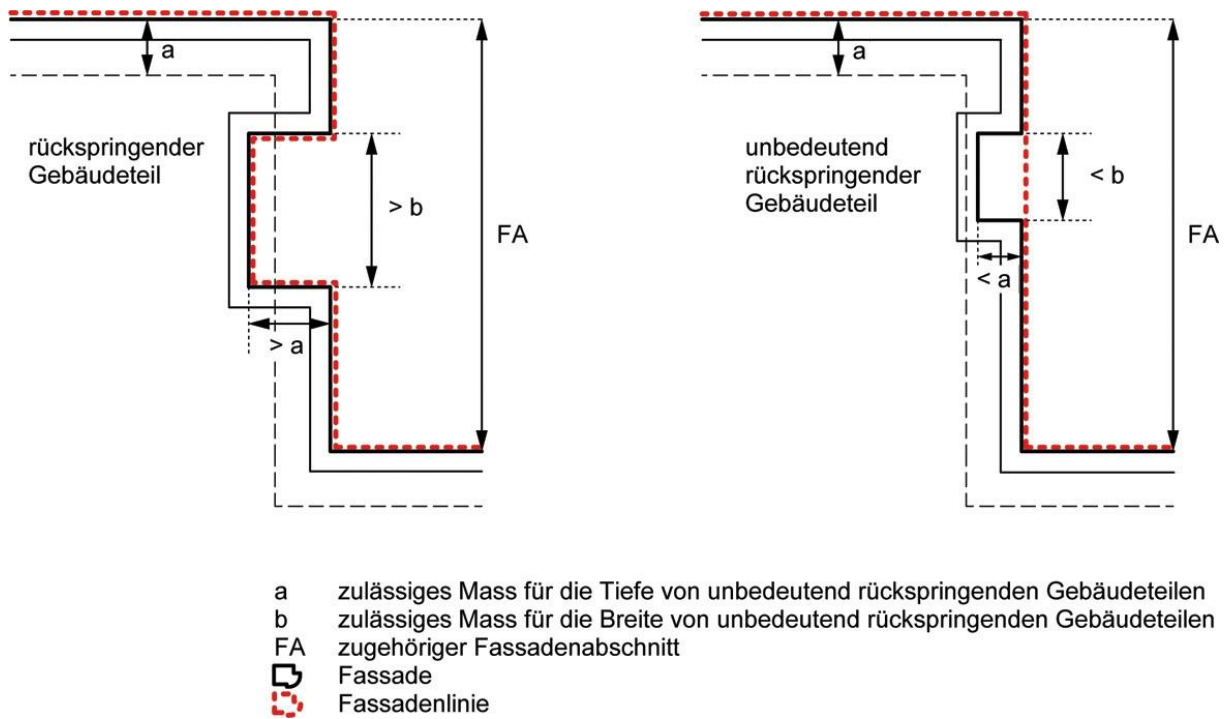 a
rückspringender
Gebäudeteil
> b
FA
> a
a
unbedeutend
rückspringender
Gebäudeteil
< b
FA
< a
a zulässiges Mass für die Tiefe von unbedeutend rückspringenden Gebäudeteilen
b zulässiges Mass für die Breite von unbedeutend rückspringenden Gebäudeteilen
FA zugehöriger Fassadenabschnitt
Fassade
Fassadenlinie